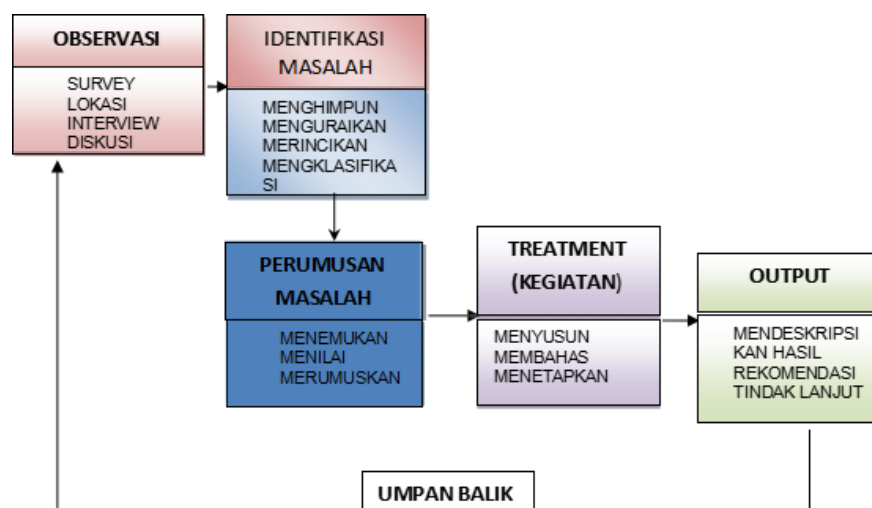 OBSERVASI
SURVEY
LOKASI
INTERVIEW
DISKUSI
IDENTIFIKASI
MASALAH
MENGHIMPUN
MENGURAIKAN
MERINCIKAN
MENGKLASIFIKA
SI
PERUMUSAN
MASALAH
MENEMUKAN
MENILAI
MERUMUSKAN
TREATMENT
(KEGIATAN)
MENYUSUN
MEMBAHAS
MENETAPKAN
OUTPUT
MENDESKRIPSI
KAN HASIL
REKOMENDASI
TINDAK LANJUT
UMPAN BALIK